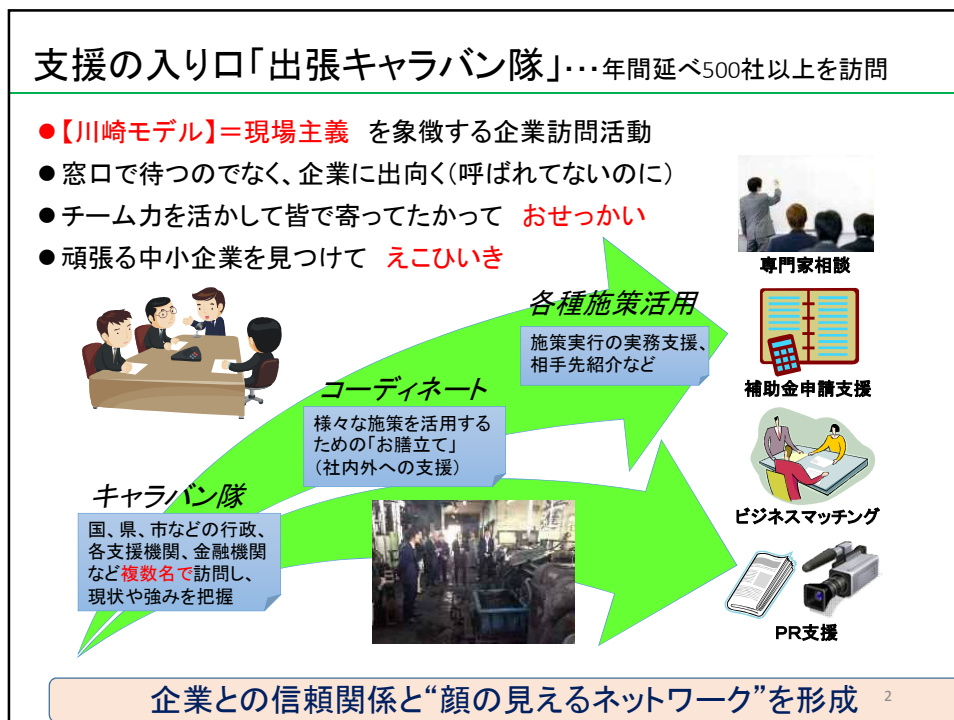 支援の入り口「出張キャラバン隊」･･･年間延べ500社以上を訪問
●【川崎モデル】＝現場主義　を象徴する企業訪問活動
●窓口で待つのでなく、企業に出向く（呼ばれてないのに）
●チーム力を活かして皆で寄ってたかって　おせっかい
●頑張る中小企業を見つけて　えこひいき
専門家相談
各種施策活用
施策実行の実務支援、
相手先紹介など
補助金申請支援
コーディネート
様々な施策を活用する
ための「お膳立て」
（社内外への支援）
ビジネスマッチング
キャラバン隊
国、県、市などの行政、
各支援機関、金融機関
など複数名で訪問し、
現状や強みを把握
PR支援
企業との信頼関係と“顔の見えるネットワーク”を形成
2